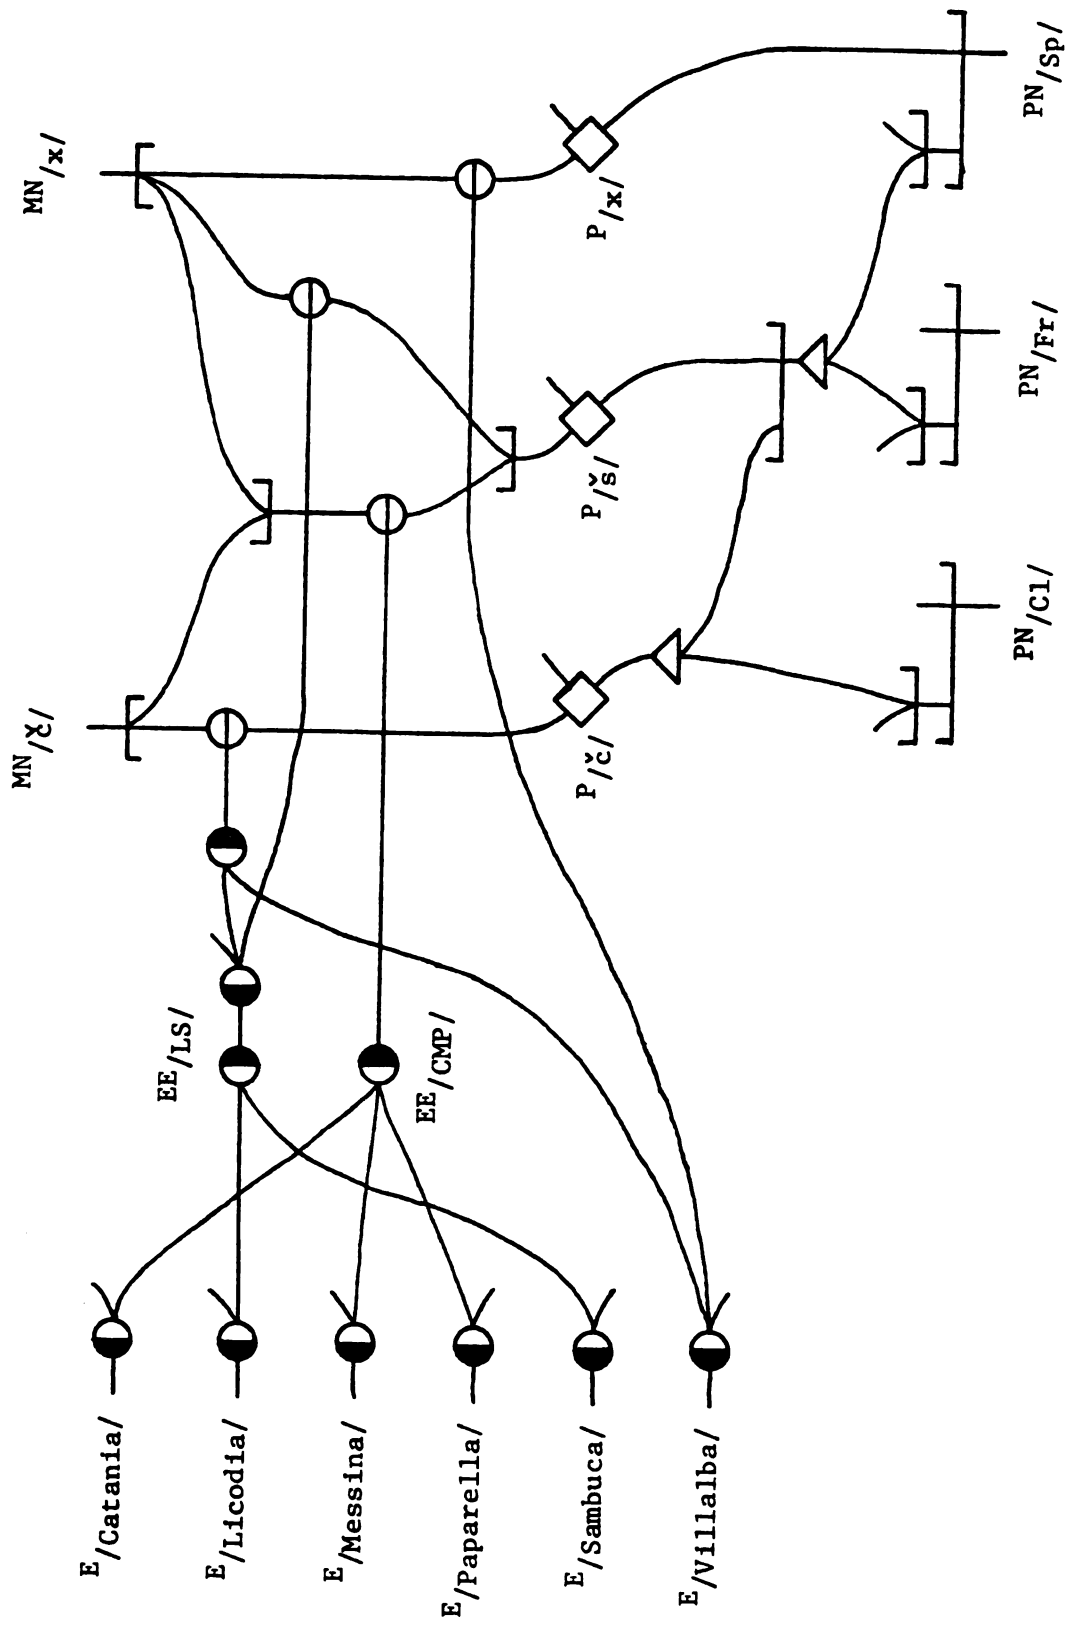 MN/x/
MN/č/
P/x/
P/š/
P/č/
PN/Sp/
PN/Fr/
PN/Cl/
EE/LS/
EE/CMP/
E/Catania/
E/Licodia/
E/Messina/
E/Paparella/
E/Sambuca/
E/Villalba/